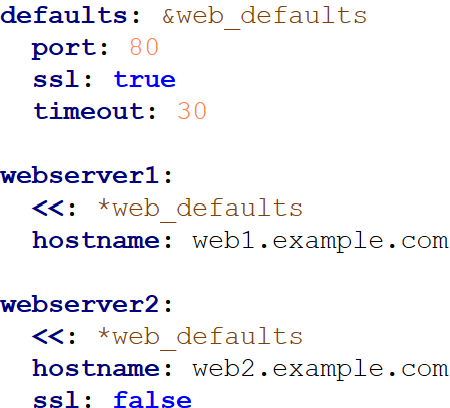 defaults: &web_defaults
  port: 80
  ssl: true
  timeout: 30

webserver1:
  <<: *web_defaults
  hostname: web1.example.com

webserver2:
  <<: *web_defaults
  hostname: web2.example.com
  ssl: false